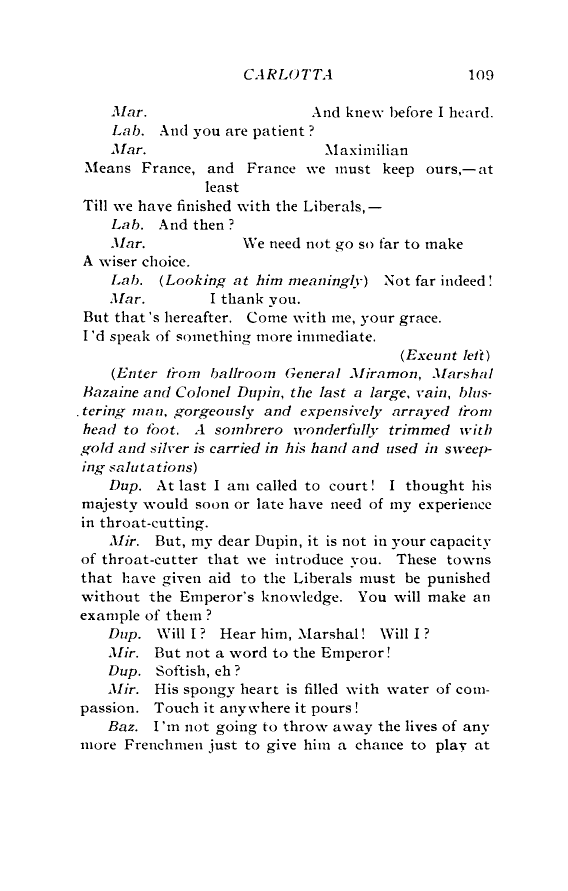 CARLOTTA 109
Mar. And knew before I heard.
Lab. And you are patient?
Mar. Maximilian
Means France, and France we must keep ours,—at
least
Till we have finished with the Liberals,—
Lab. And then?
Mar. We need not go so far to make
A wiser choice.
Lab. (Looking at him meaningly) Not far indeed!
Mar. I thank you.
But that's hereafter. Come with me, your grace.
I'd speak of something more immediate.
(Exeunt left)
(Enter from ballroom General Miramon, Marshal
Bazaine and Colonel Dupin, the last a large, vain, blus-
tering man, gorgeously and expensively arrayed from
head to foot. A sombrero wonderfully trimmed with
gold and silver is carried in his hand and used in sweep-
ing salutations)
Dup. At last I am called to court! I thought his
majesty would soon or late have need of my experience
in throat-cutting.
Mir. But, my dear Dupin, it is not in your capacity
of throat-cutter that we introduce you. These towns
that have given aid to the Liberals must be punished
without the Emperor's knowledge. You will make an
example of them?
Dup. Will I? Hear him, Marshal! Will I?
Mir. But not a word to the Emperor!
Dup. Softish, eh?
Mir. His spongy heart is filled with water of com-
passion. Touch it anywhere it pours!
Baz. I'm not going to throw away the lives of any
more Frenchmen just to give him a chance to play at